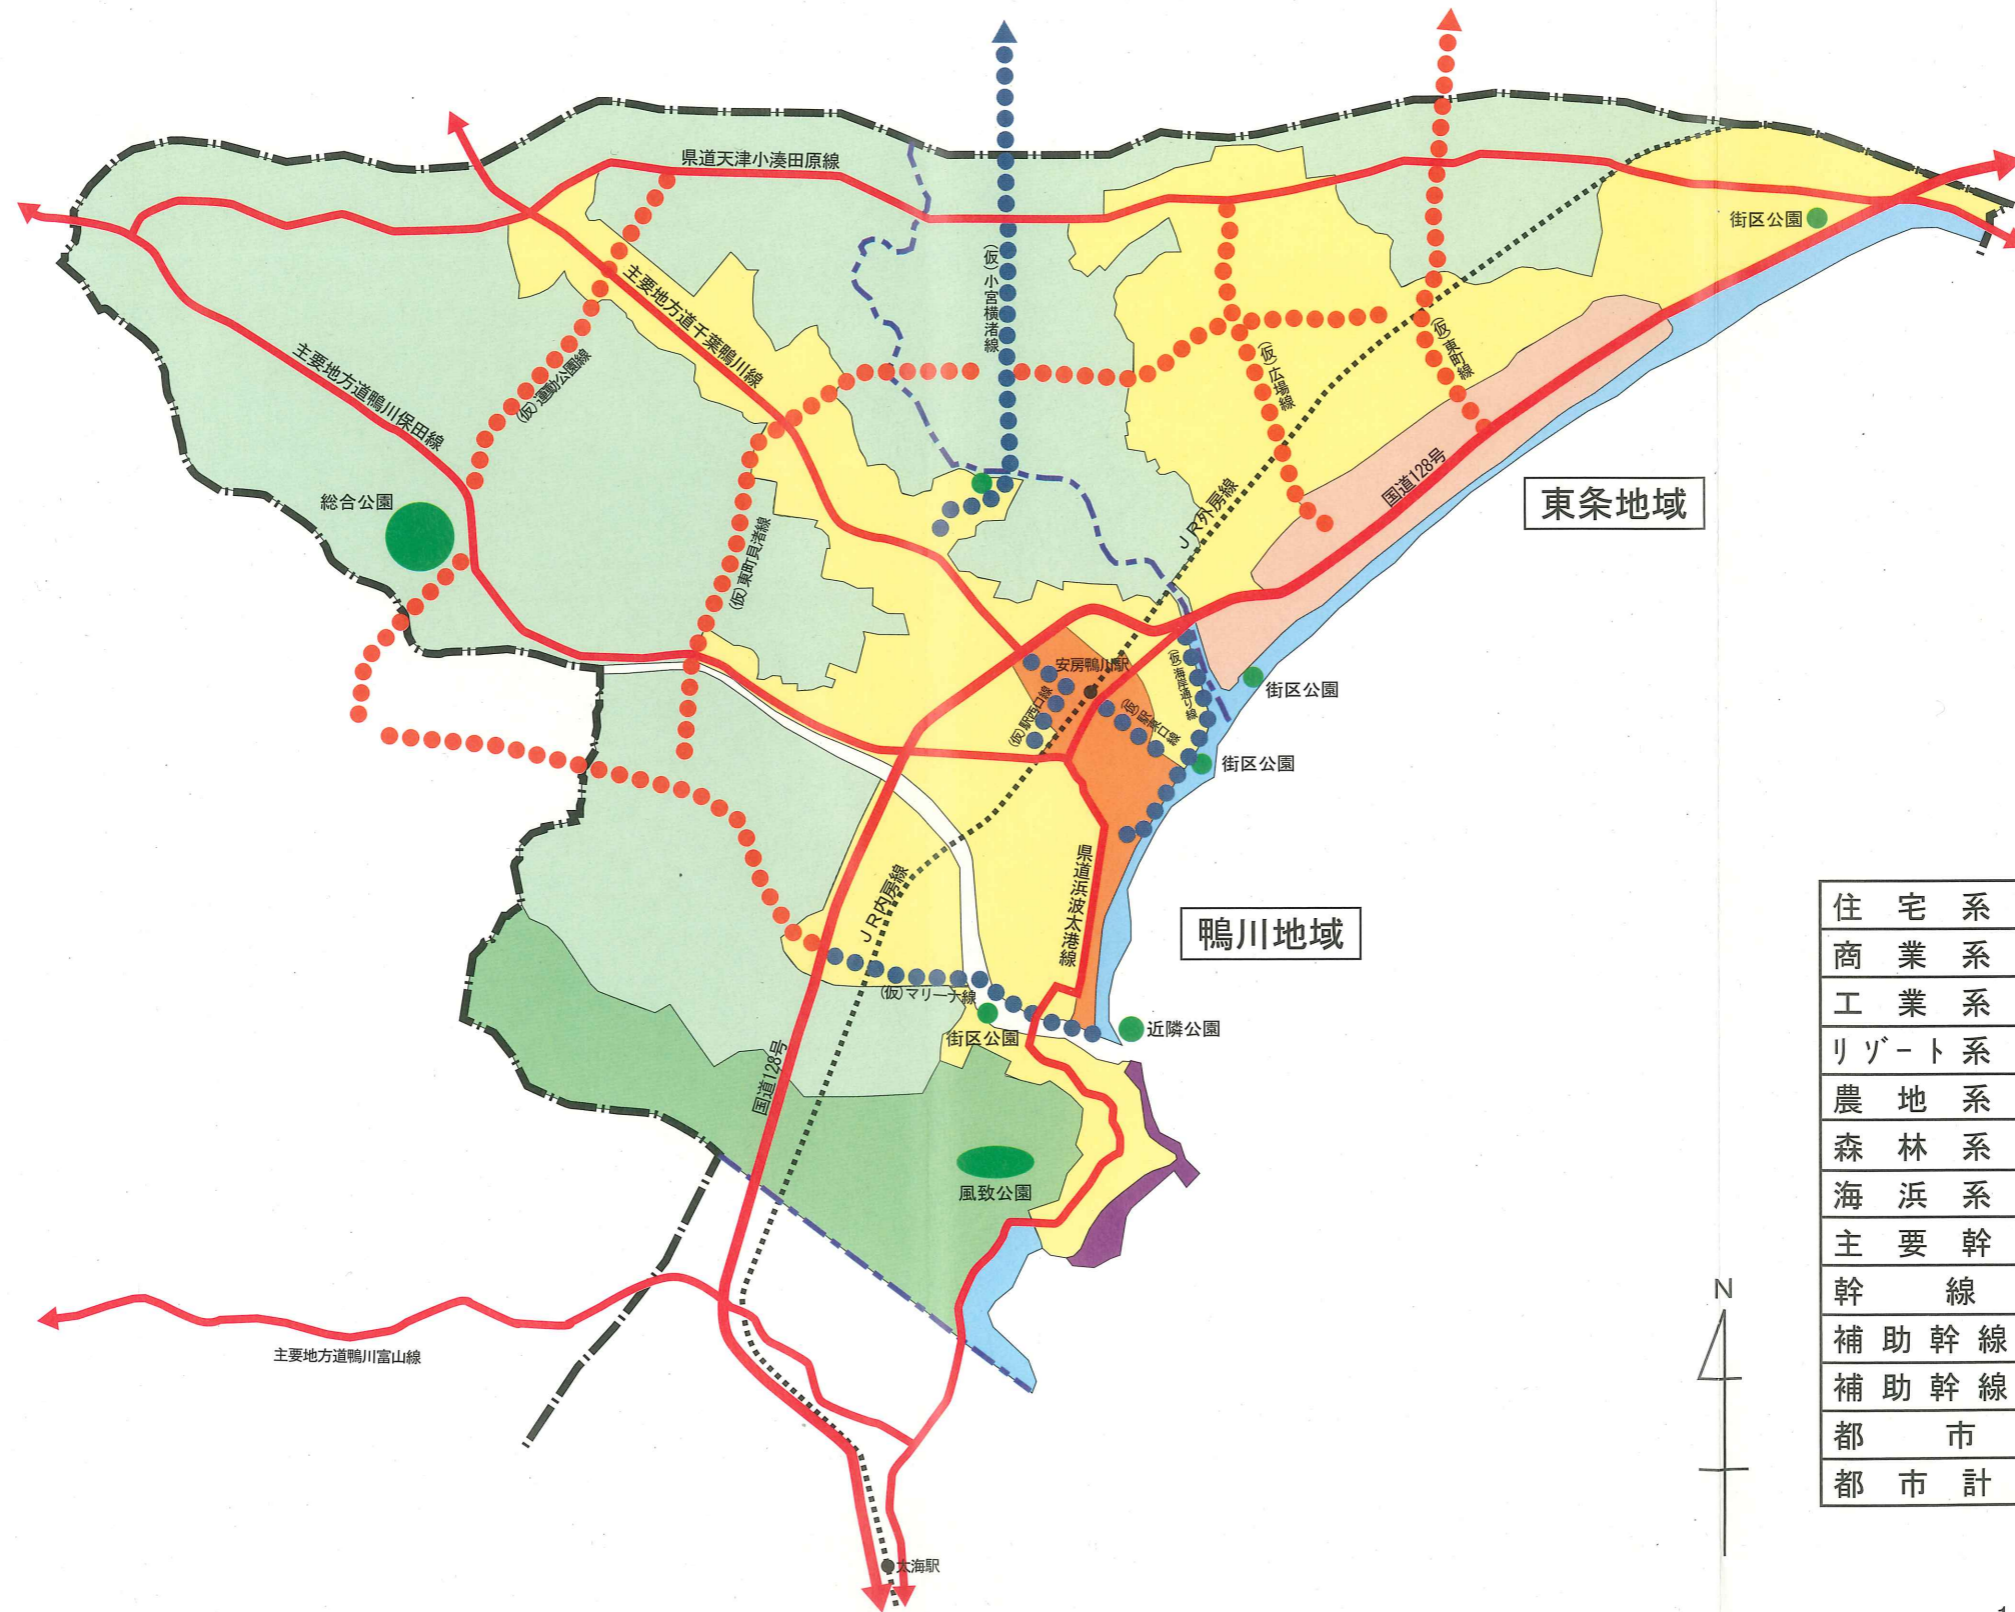 県道天津小湊田原線
街区公園
(仮)小宮横渚線
主要地方道千葉鴨川線
(仮)東町線
主要地方道鴨川保田線
(仮)運動公園線
(仮)広場線
国道128号
総合公園
JR外房線
東条地域
(仮)東町貝渚線
安房鴨川駅
(仮)海岸通り線
街区公園
(仮)駅西口線
(仮)駅東口線
街区公園
県道浜波太港線
JR内房線
鴨川地域
(仮)マリーナ線
街区公園
近隣公園
国道128号
風致公園
主要地方道鴨川富山線
太海駅
N
住宅系
商業系
工業系
リゾート系
農地系
森林系
海浜系
主要幹
幹線
補助幹線
補助幹線
都市
都市計